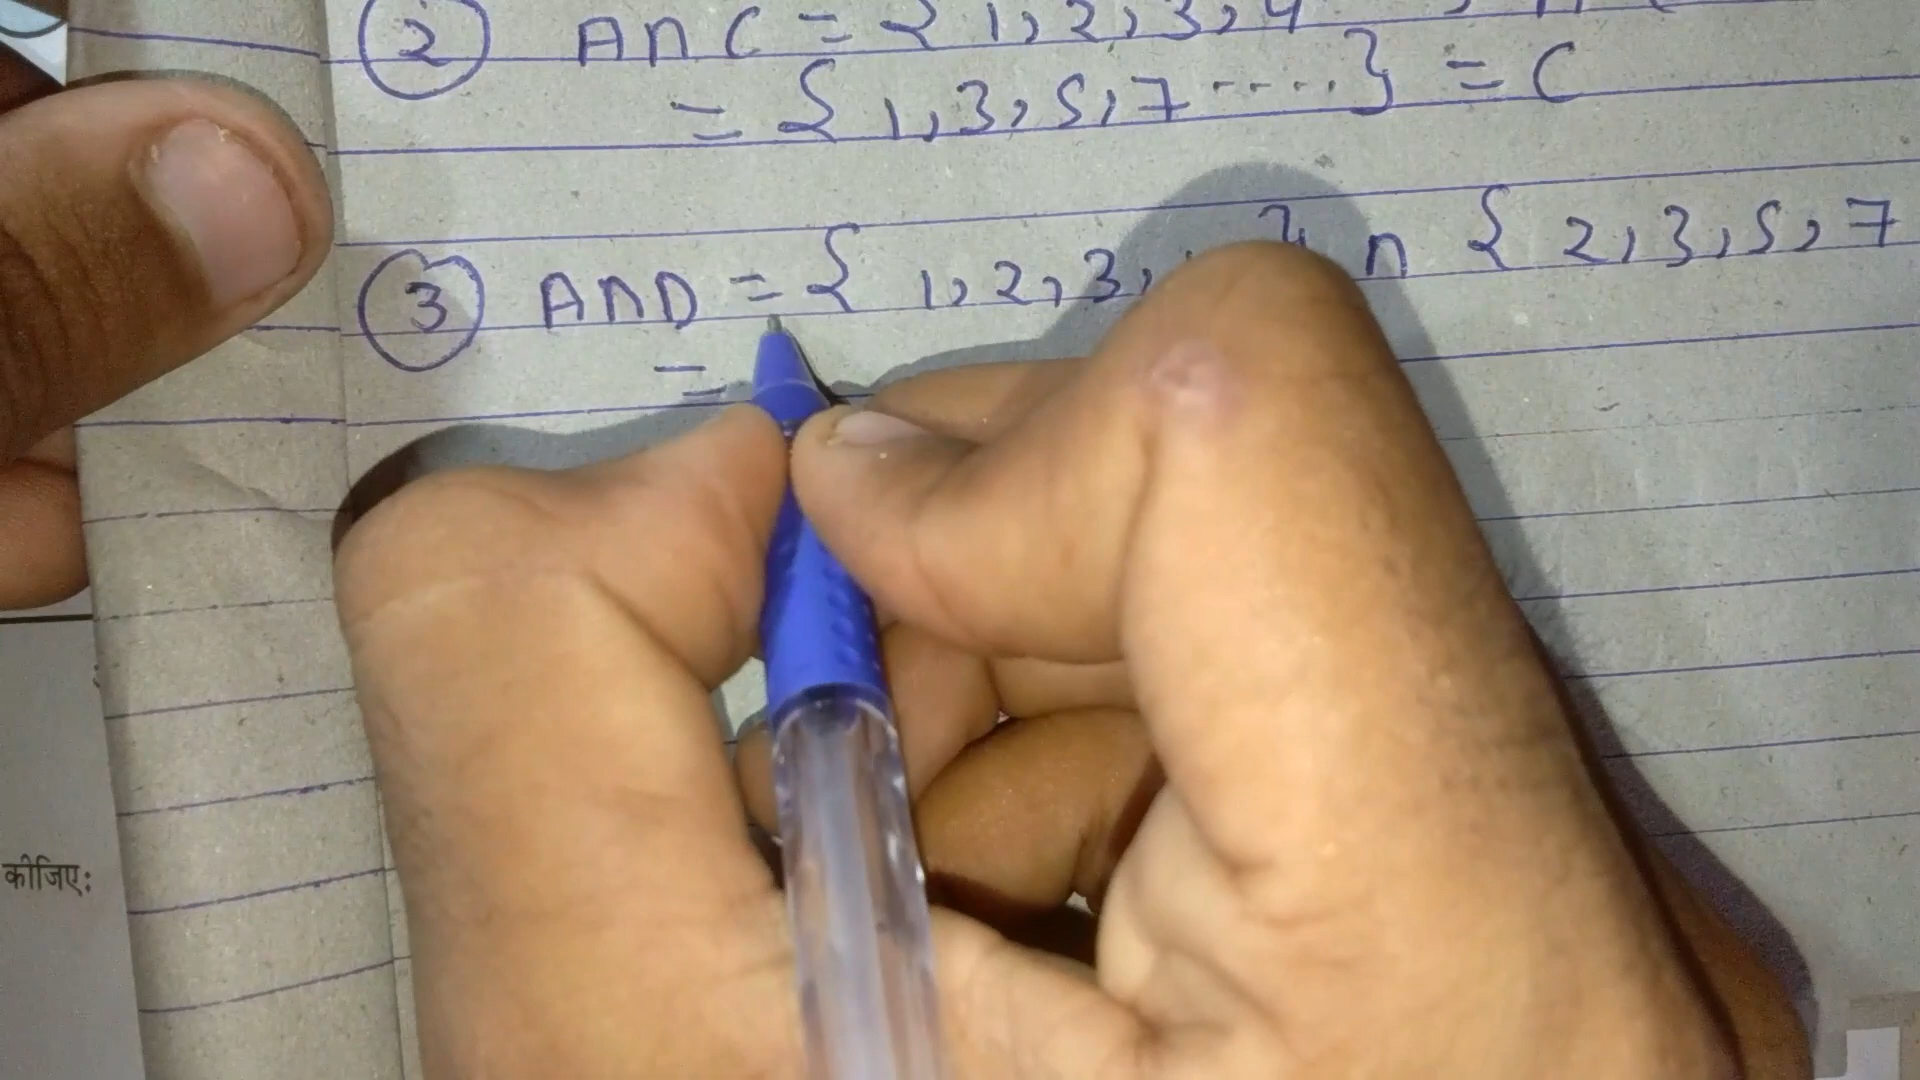 2 A∩C = { 1, 2, 3, 4
= { 1, 3, 5, 7 ....} = C
3 A∩D = { 1, 2, 3, } ∩ { 2, 3, 5, 7
=
कीजिए: